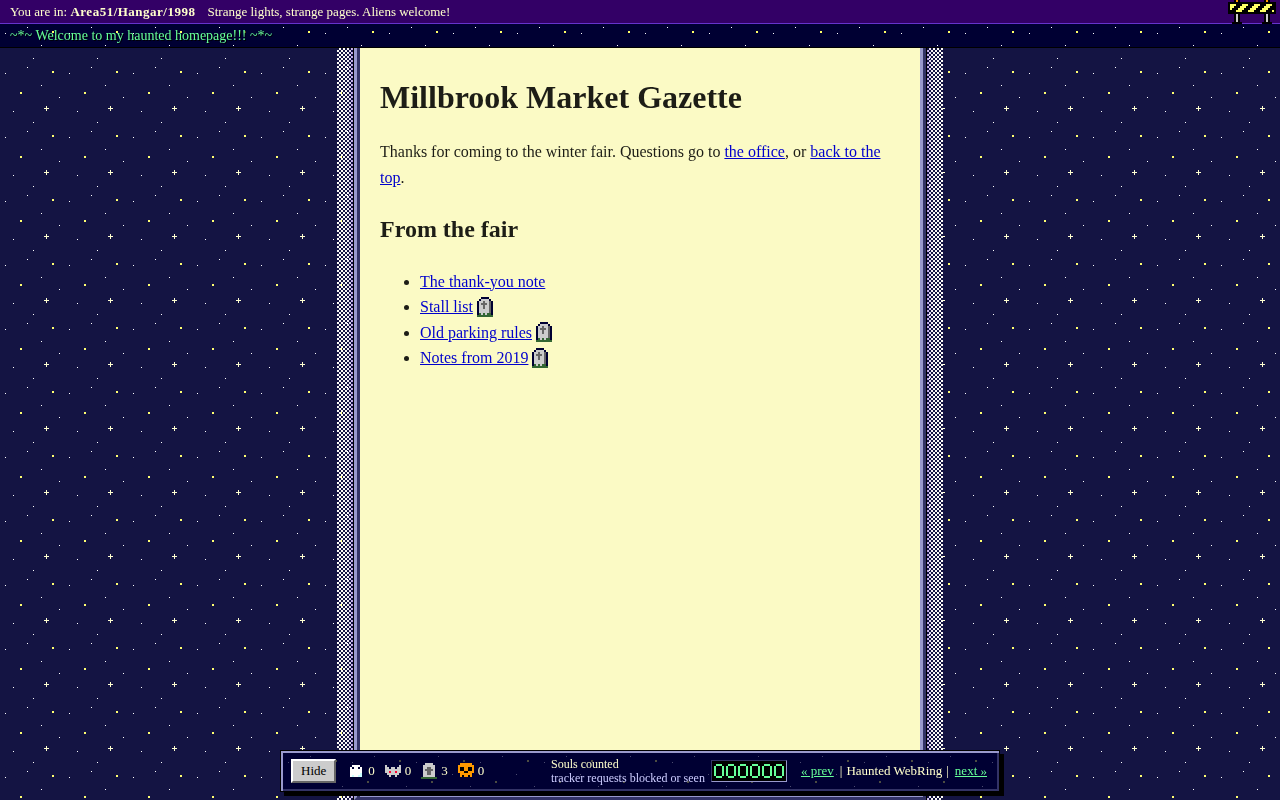 You are in: Area51/Hangar/1998 Strange lights, strange pages. Aliens welcome!
~*~ Welcome to my haunted homepage!!! ~*~
Millbrook Market Gazette
Thanks for coming to the winter fair. Questions go to the office, or back to the
top.
From the fair
The thank-you note
Stall list
Old parking rules
Notes from 2019
Hide 0 0 3 0 Souls counted
tracker requests blocked or seen 000000 « prev | Haunted WebRing | next »